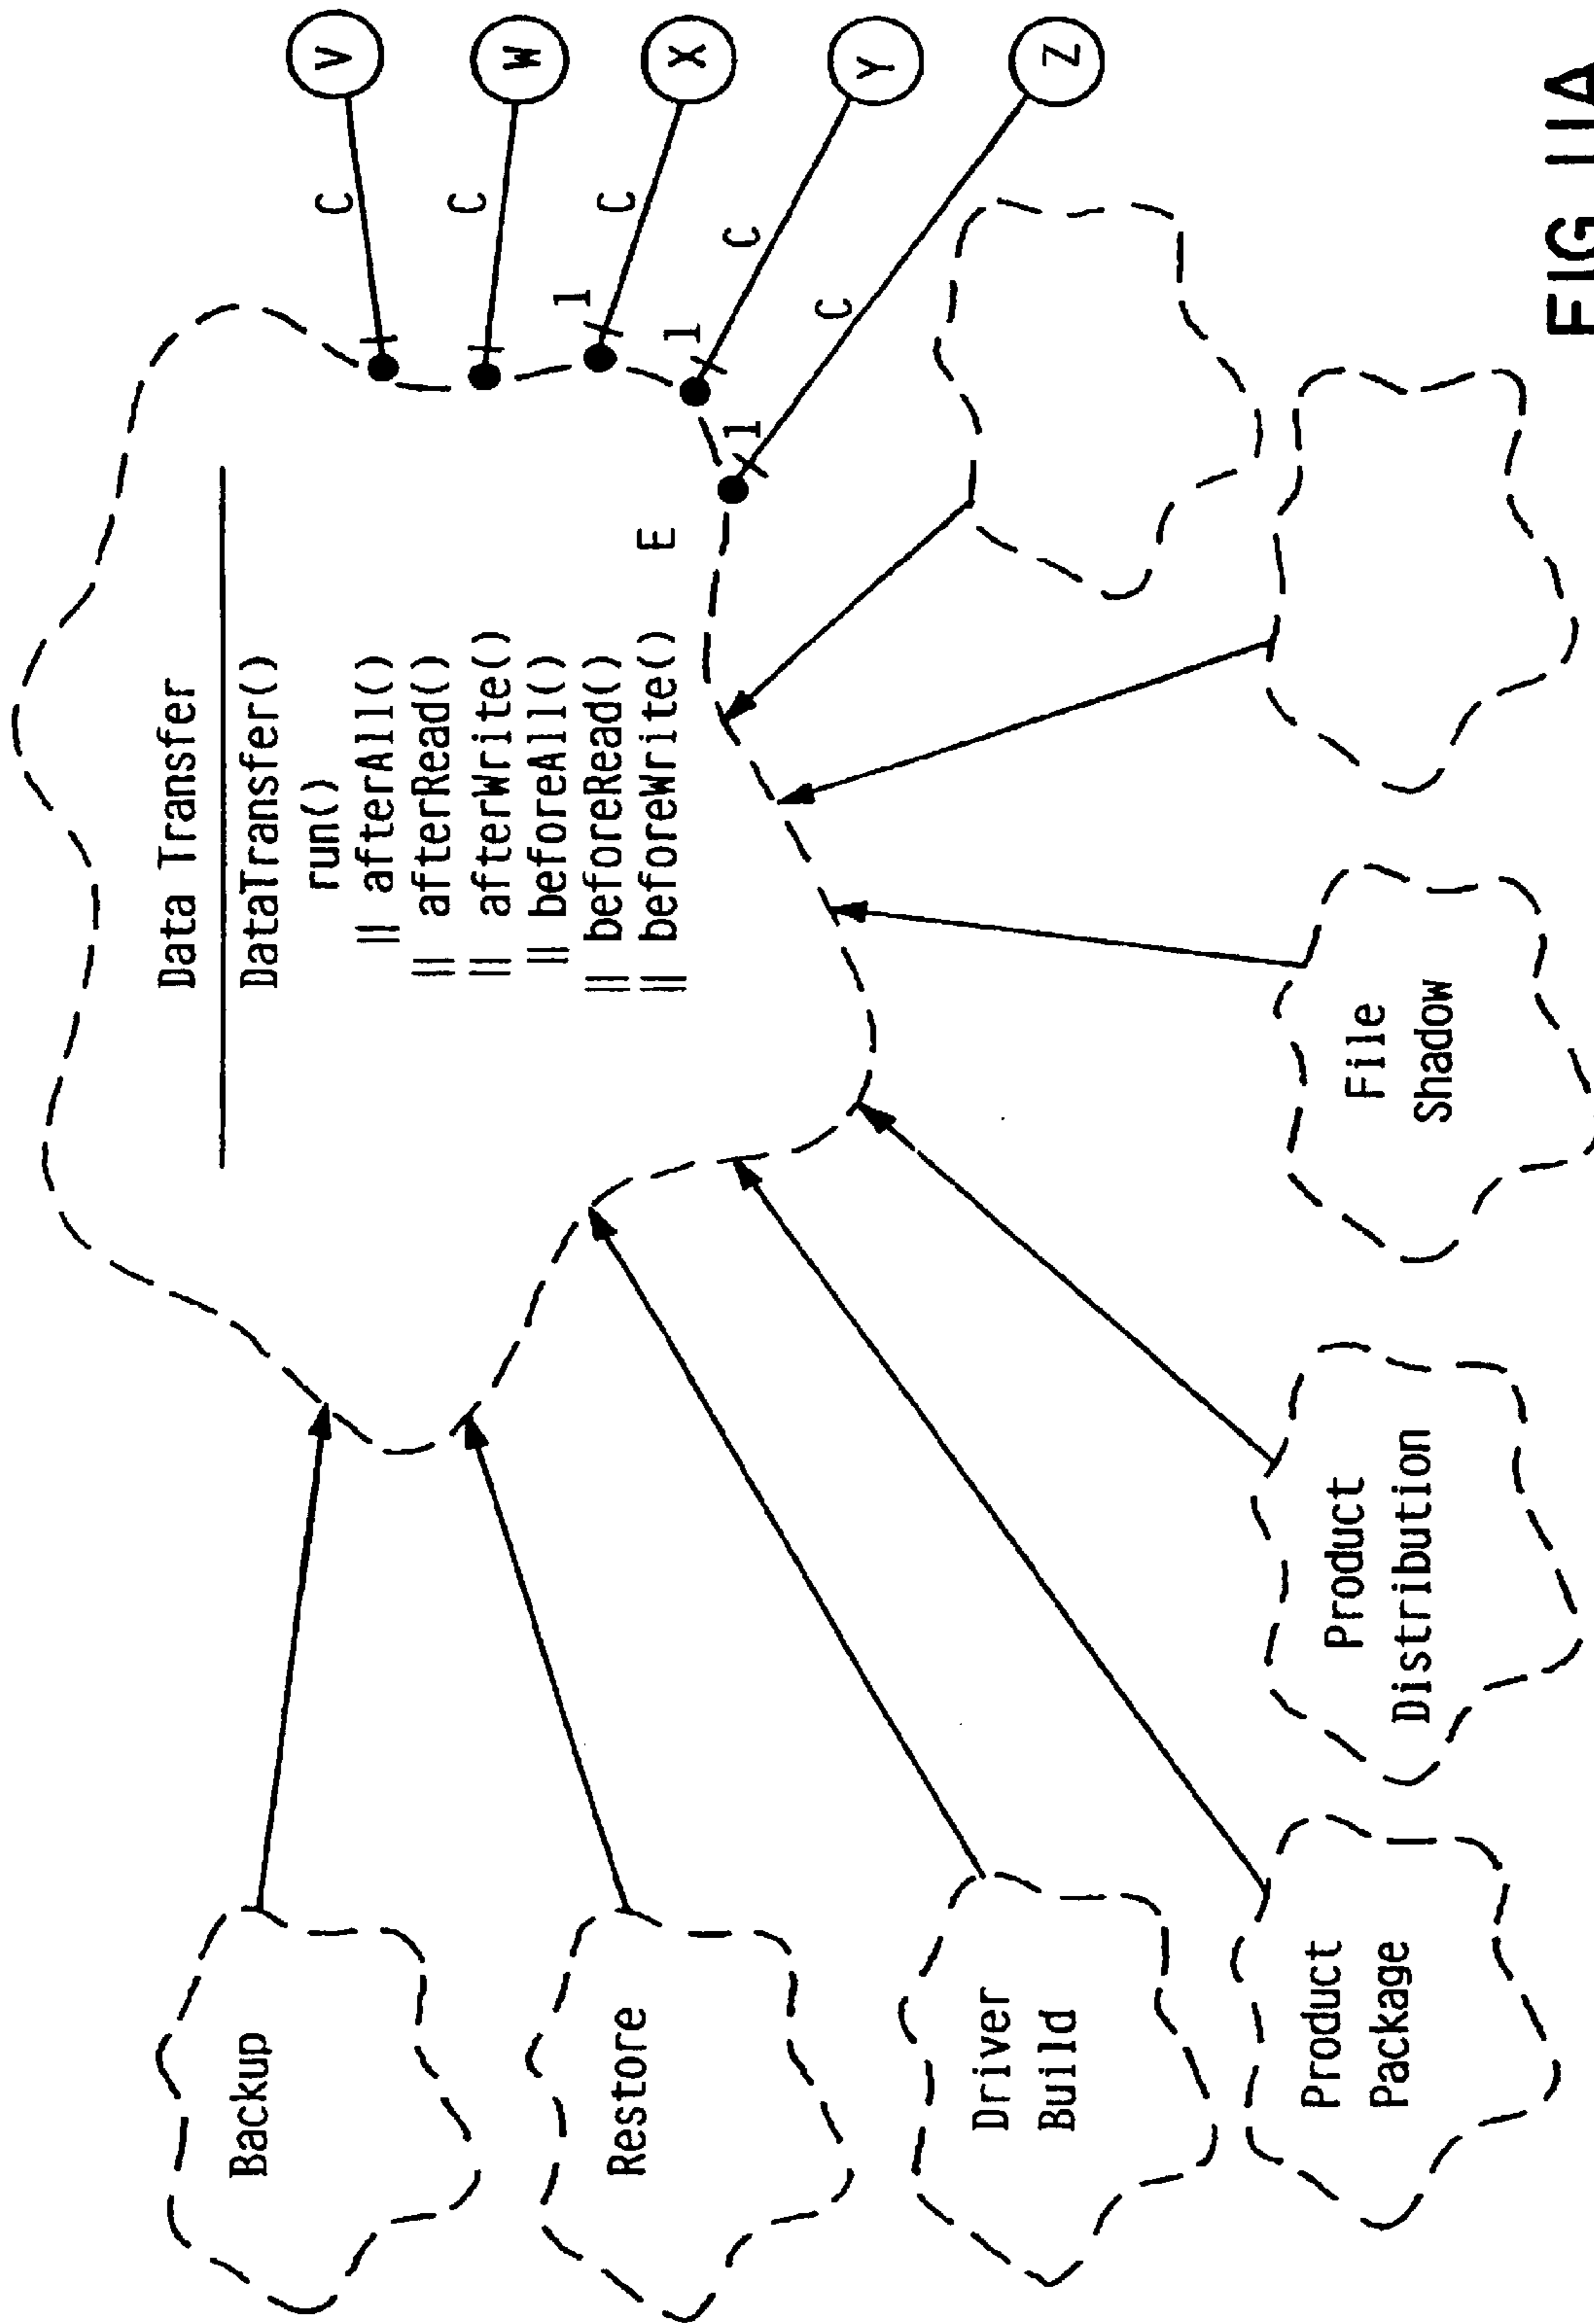 Data Transfer
DataTransfer()
run()
|| afterAll()
|| afterRead()
|| afterWrite()
|| beforeAll()
|| beforeRead()
|| beforeWrite()
E
C
V
C
W
1
C
X
1
C
Y
1
C
Z
Backup
Restore
Driver
Build
Product
Package
Product
Distribution
File
Shadow
FIG. 11A